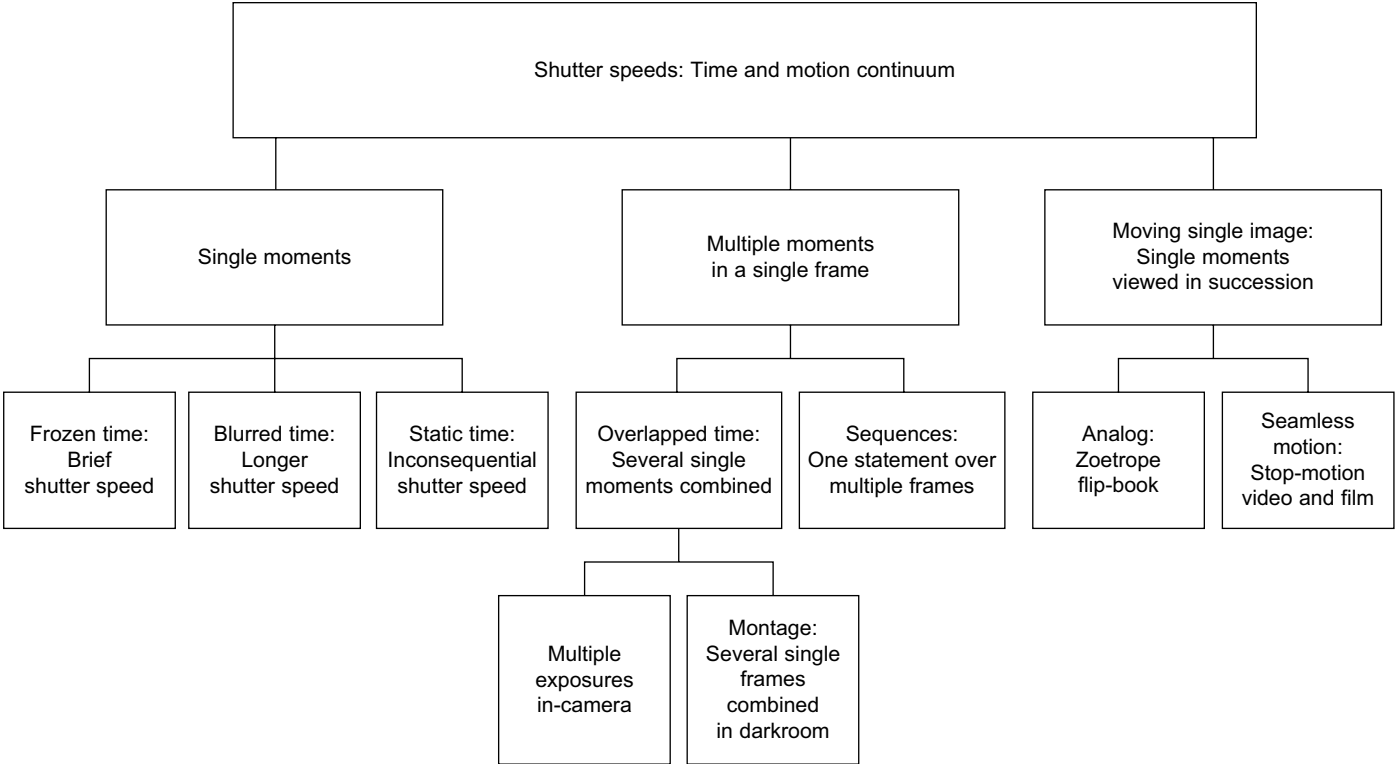 Shutter speeds: Time and motion continuum
Single moments
Multiple moments
in a single frame
Moving single image:
Single moments
viewed in succession
Frozen time:
Brief
shutter speed
Blurred time:
Longer
shutter speed
Static time:
Inconsequential
shutter speed
Overlapped time:
Several single
moments combined
Sequences:
One statement over
multiple frames
Analog:
Zoetrope
flip-book
Seamless
motion:
Stop-motion
video and film
Multiple
exposures
in-camera
Montage:
Several single
frames
combined
in darkroom